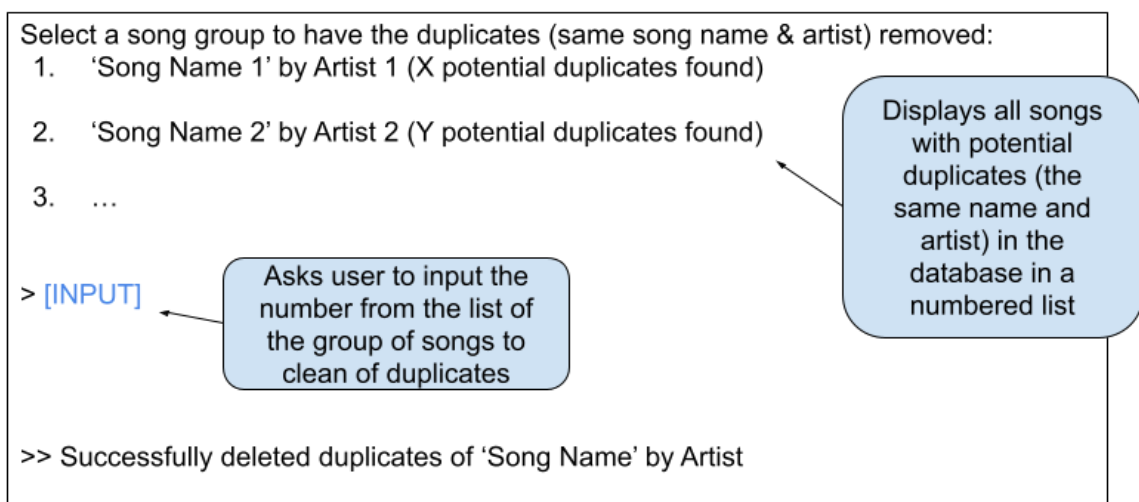 Select a song group to have the duplicates (same song name & artist) removed:
1. ‘Song Name 1’ by Artist 1 (X potential duplicates found)
2. ‘Song Name 2’ by Artist 2 (Y potential duplicates found)
3. …
Displays all songs
with potential
duplicates (the
same name and
artist) in the
database in a
numbered list
> [INPUT]
Asks user to input the
number from the list of
the group of songs to
clean of duplicates
>> Successfully deleted duplicates of ‘Song Name’ by Artist